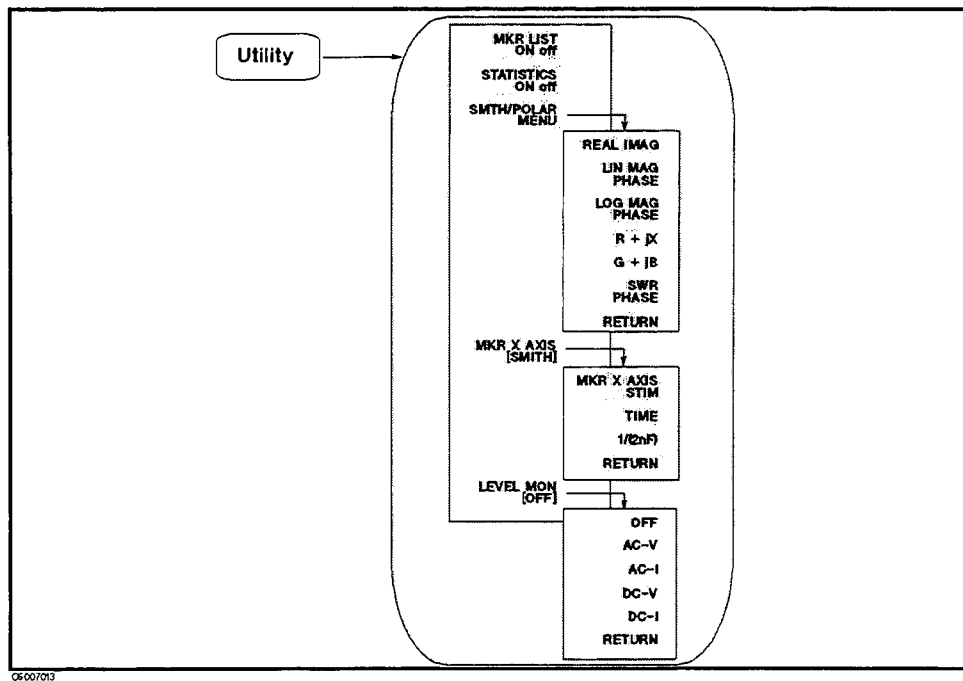 Utility
MKR LIST
ON off
STATISTICS
ON off
SMTH/POLAR
MENU
REAL IMAG
LIN MAG
PHASE
LOG MAG
PHASE
R + jX
G + jB
SWR
PHASE
RETURN
MKR X AXIS
[SMITH]
MKR X AXIS
STIM
TIME
1/(2πF)
RETURN
LEVEL MON
[OFF]
OFF
AC-V
AC-I
DC-V
DC-I
RETURN
C6007013